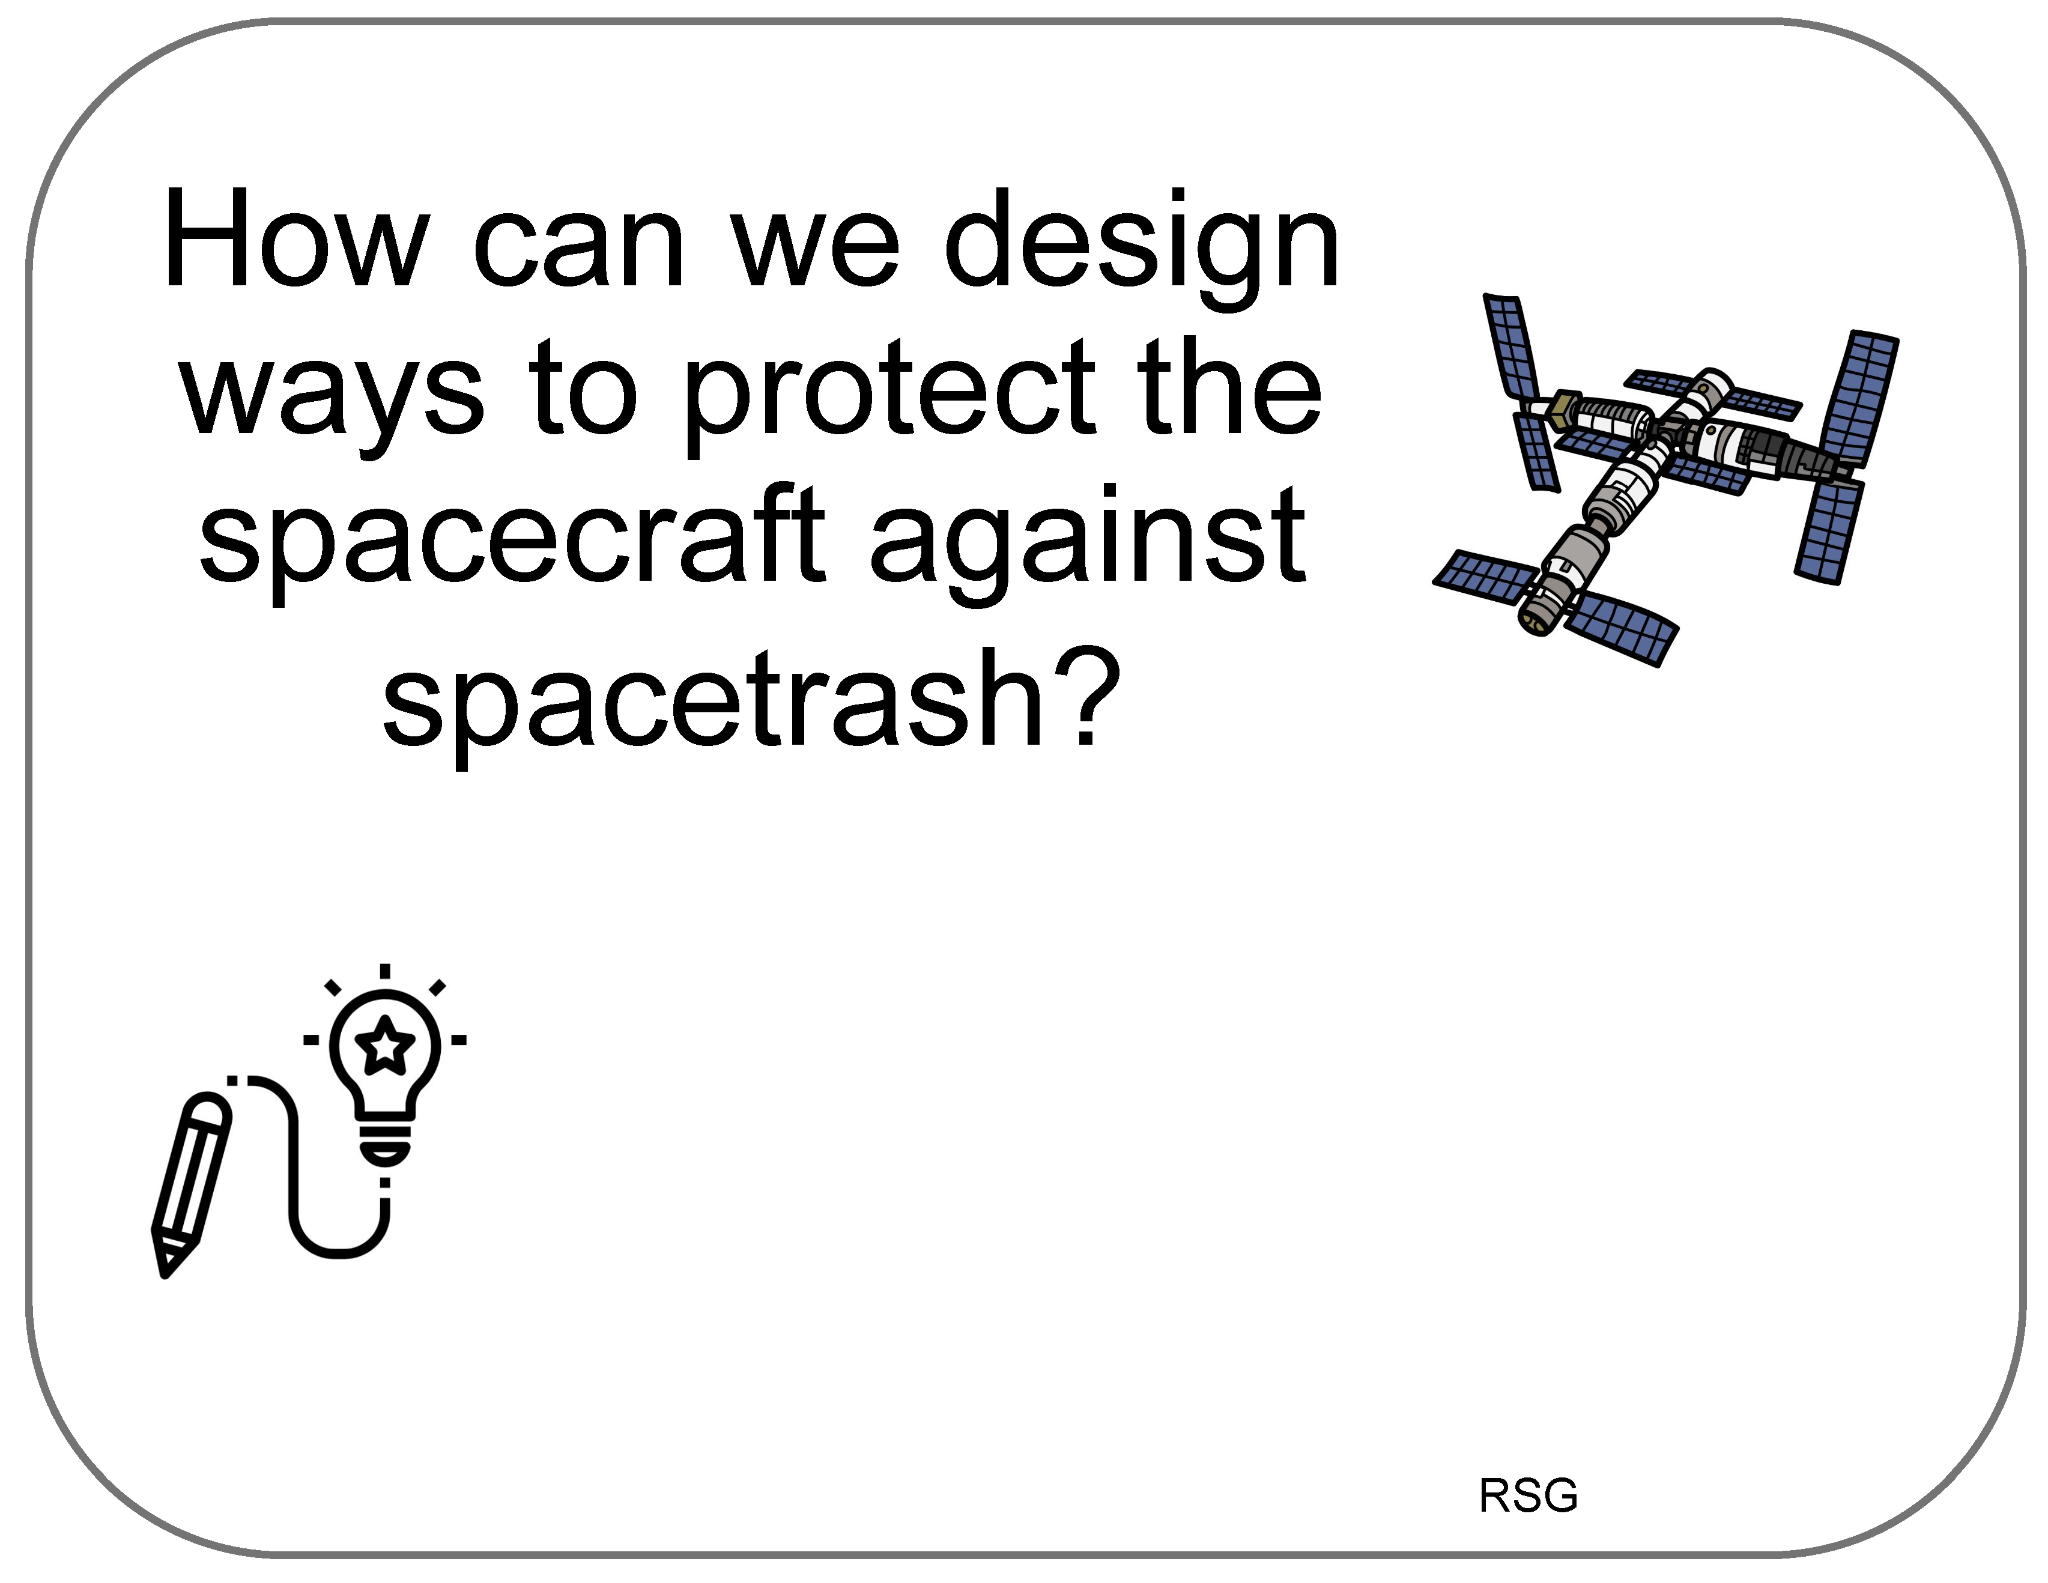 How can we design
ways to protect the
spacecraft against
spacetrash?
RSG